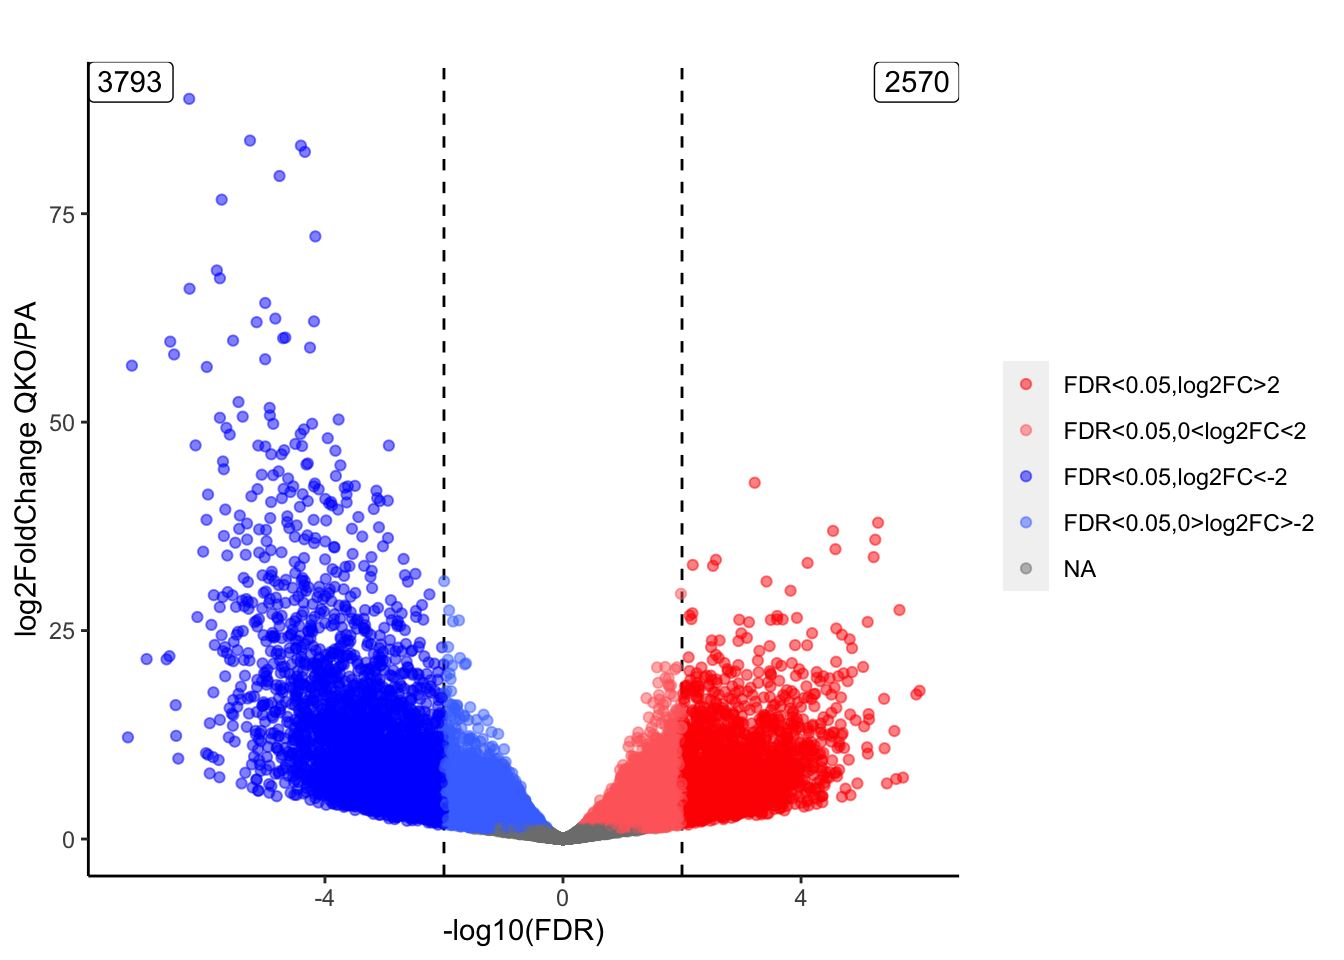 3793
2570
log2FoldChange QKO/PA
75
50
25
0
-4
0
4
-log10(FDR)
FDR<0.05,log2FC>2
FDR<0.05,0<log2FC<2
FDR<0.05,log2FC<-2
FDR<0.05,0>log2FC>-2
NA